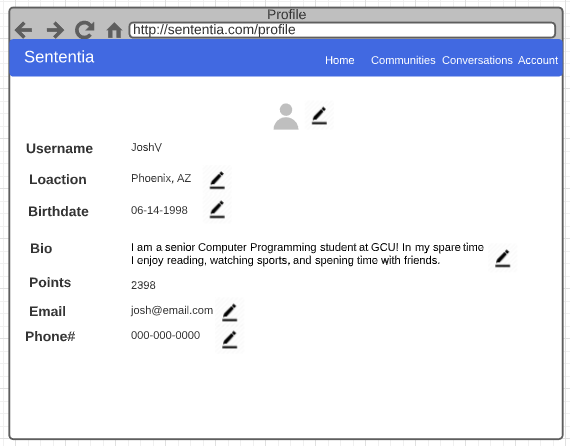 Profile
http://sententia.com/profile
Sententia Home Communities Conversations Account
Username JoshV
Loaction Phoenix, AZ
Birthdate 06-14-1998
Bio I am a senior Computer Programming student at GCU! In my spare time
I enjoy reading, watching sports, and spening time with friends.
Points 2398
Email josh@email.com
Phone# 000-000-0000